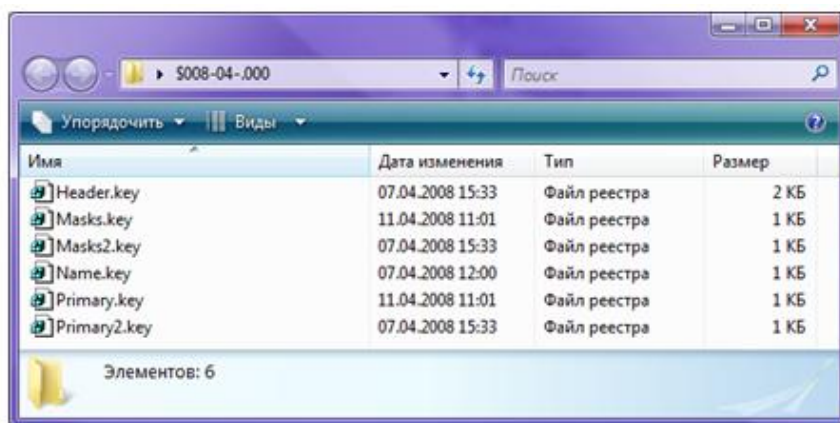 $008-04-.000
Поиск
Упорядочить Виды
Имя Дата изменения Тип Размер
Header.key 07.04.2008 15:33 Файл реестра 2 КБ
Masks.key 11.04.2008 11:01 Файл реестра 1 КБ
Masks2.key 07.04.2008 15:33 Файл реестра 1 КБ
Name.key 07.04.2008 12:00 Файл реестра 1 КБ
Primary.key 11.04.2008 11:01 Файл реестра 1 КБ
Primary2.key 07.04.2008 15:33 Файл реестра 1 КБ
Элементов: 6